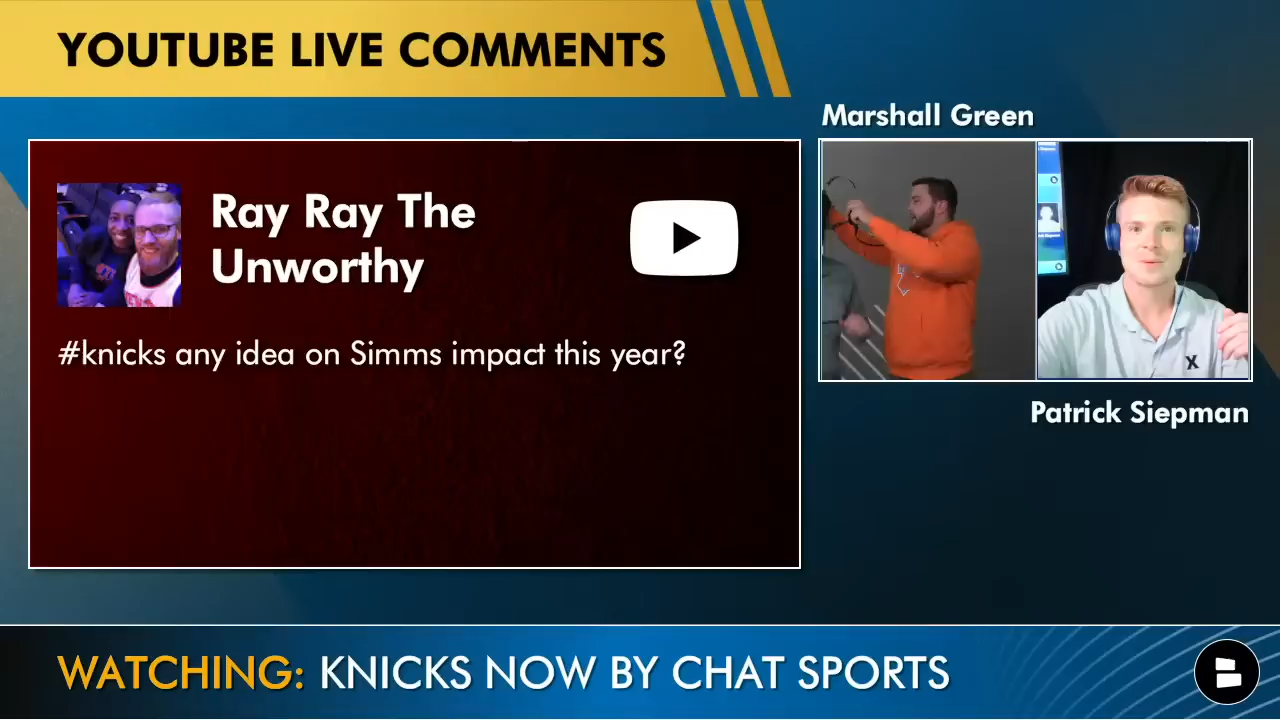 YOUTUBE LIVE COMMENTS
Marshall Green
Ray Ray The
Unworthy
#knicks any idea on Simms impact this year?
X
Patrick Siepman
WATCHING: KNICKS NOW BY CHAT SPORTS